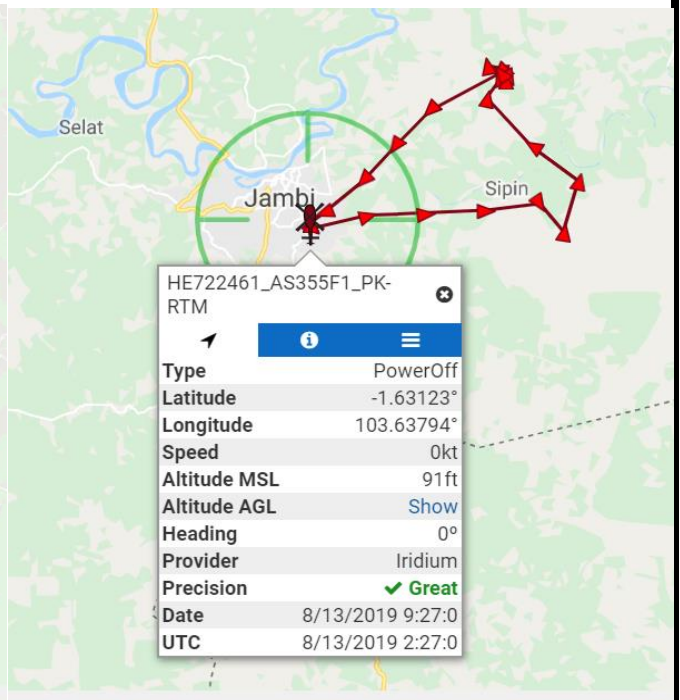 Selat
Jambi
Sipin
HE722461_AS355F1_PK-
RTM
Type PowerOff
Latitude -1.63123°
Longitude 103.63794°
Speed 0kt
Altitude MSL 91ft
Altitude AGL Show
Heading 0º
Provider Iridium
Precision ✔ Great
Date 8/13/2019 9:27:0
UTC 8/13/2019 2:27:0